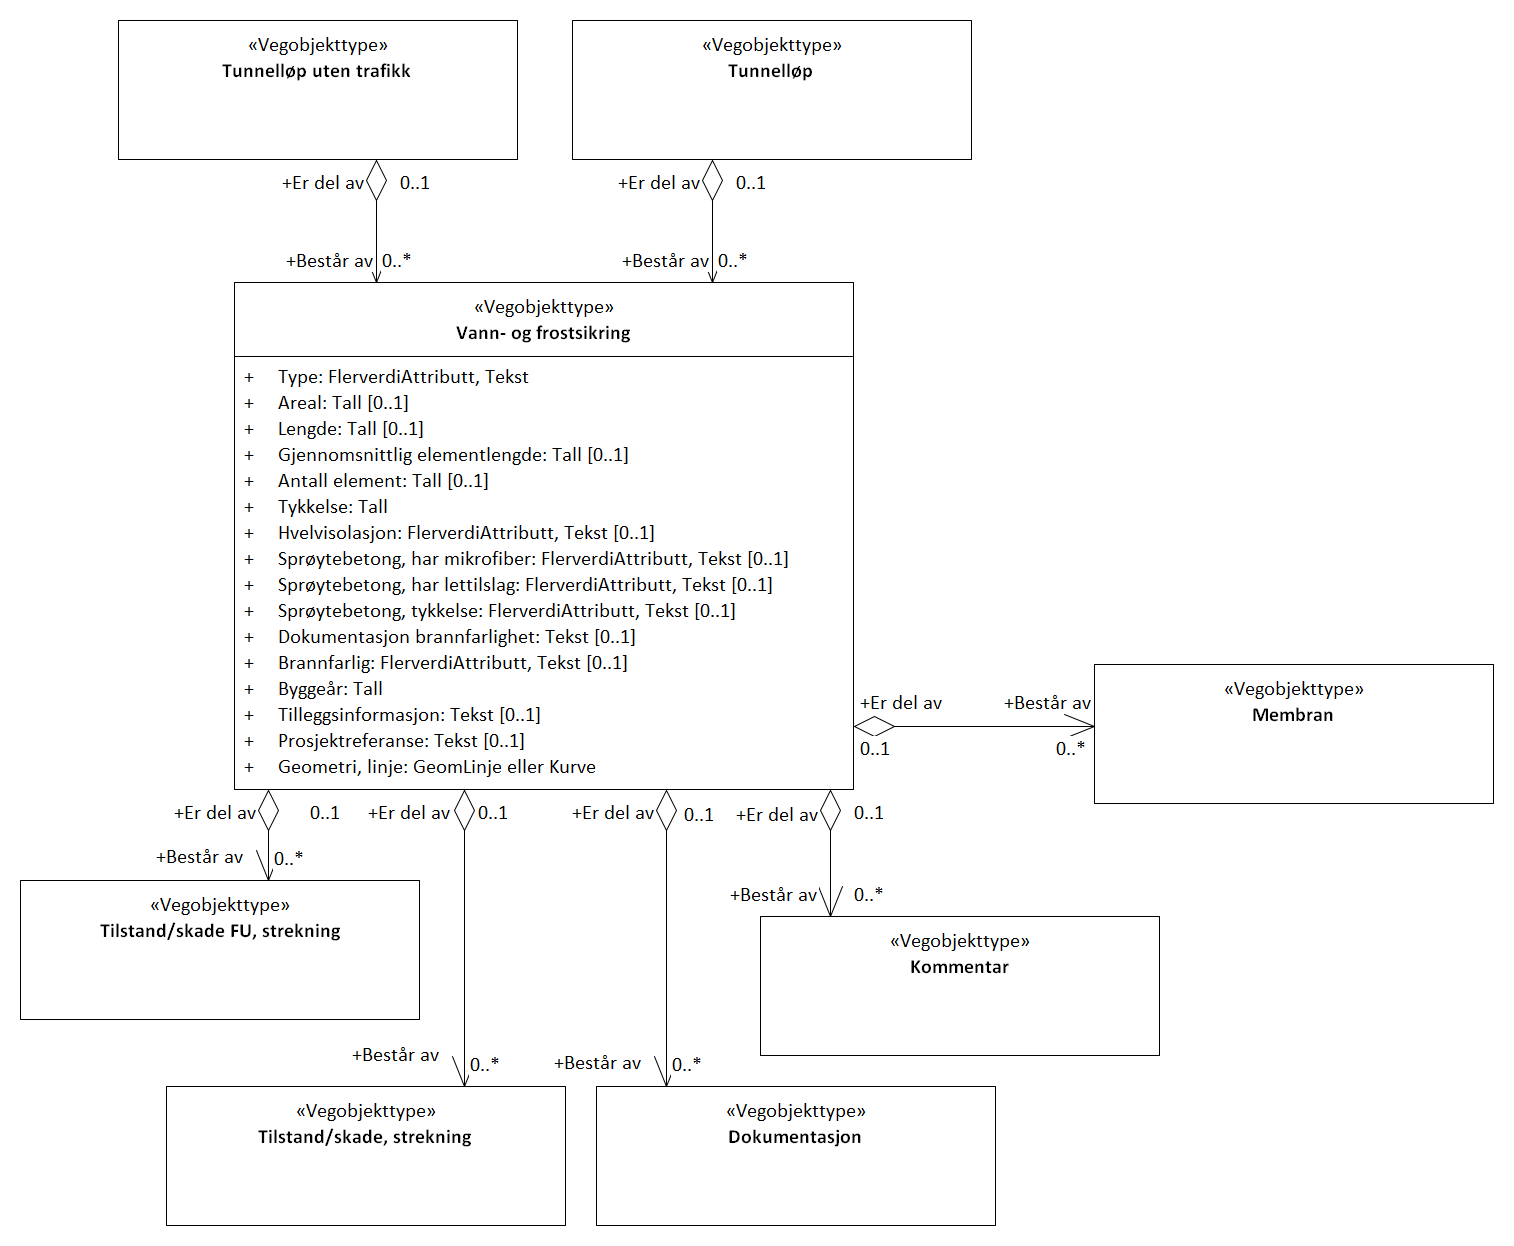 «Vegobjekttype»
Tunnelløp uten trafikk
«Vegobjekttype»
Tunnelløp
+Er del av 0..1
+Er del av 0..1
+Består av 0..*
+Består av 0..*
«Vegobjekttype»
Vann- og frostsikring
+ Type: FlerverdiAttributt, Tekst
+ Areal: Tall [0..1]
+ Lengde: Tall [0..1]
+ Gjennomsnittlig elementlengde: Tall [0..1]
+ Antall element: Tall [0..1]
+ Tykkelse: Tall
+ Hvelvisolasjon: FlerverdiAttributt, Tekst [0..1]
+ Sprøytebetong, har mikrofiber: FlerverdiAttributt, Tekst [0..1]
+ Sprøytebetong, har lettilslag: FlerverdiAttributt, Tekst [0..1]
+ Sprøytebetong, tykkelse: FlerverdiAttributt, Tekst [0..1]
+ Dokumentasjon brannfarlighet: Tekst [0..1]
+ Brannfarlig: FlerverdiAttributt, Tekst [0..1]
+ Byggeår: Tall
+ Tilleggsinformasjon: Tekst [0..1]
+ Prosjektreferanse: Tekst [0..1]
+ Geometri, linje: GeomLinje eller Kurve
+Er del av +Består av
0..1 0..*
«Vegobjekttype»
Membran
+Er del av 0..1
+Er del av 0..1
+Er del av 0..1
+Er del av 0..1
+Består av 0..*
«Vegobjekttype»
Tilstand/skade FU, strekning
+Består av 0..*
«Vegobjekttype»
Kommentar
+Består av 0..*
+Består av 0..*
«Vegobjekttype»
Tilstand/skade, strekning
«Vegobjekttype»
Dokumentasjon